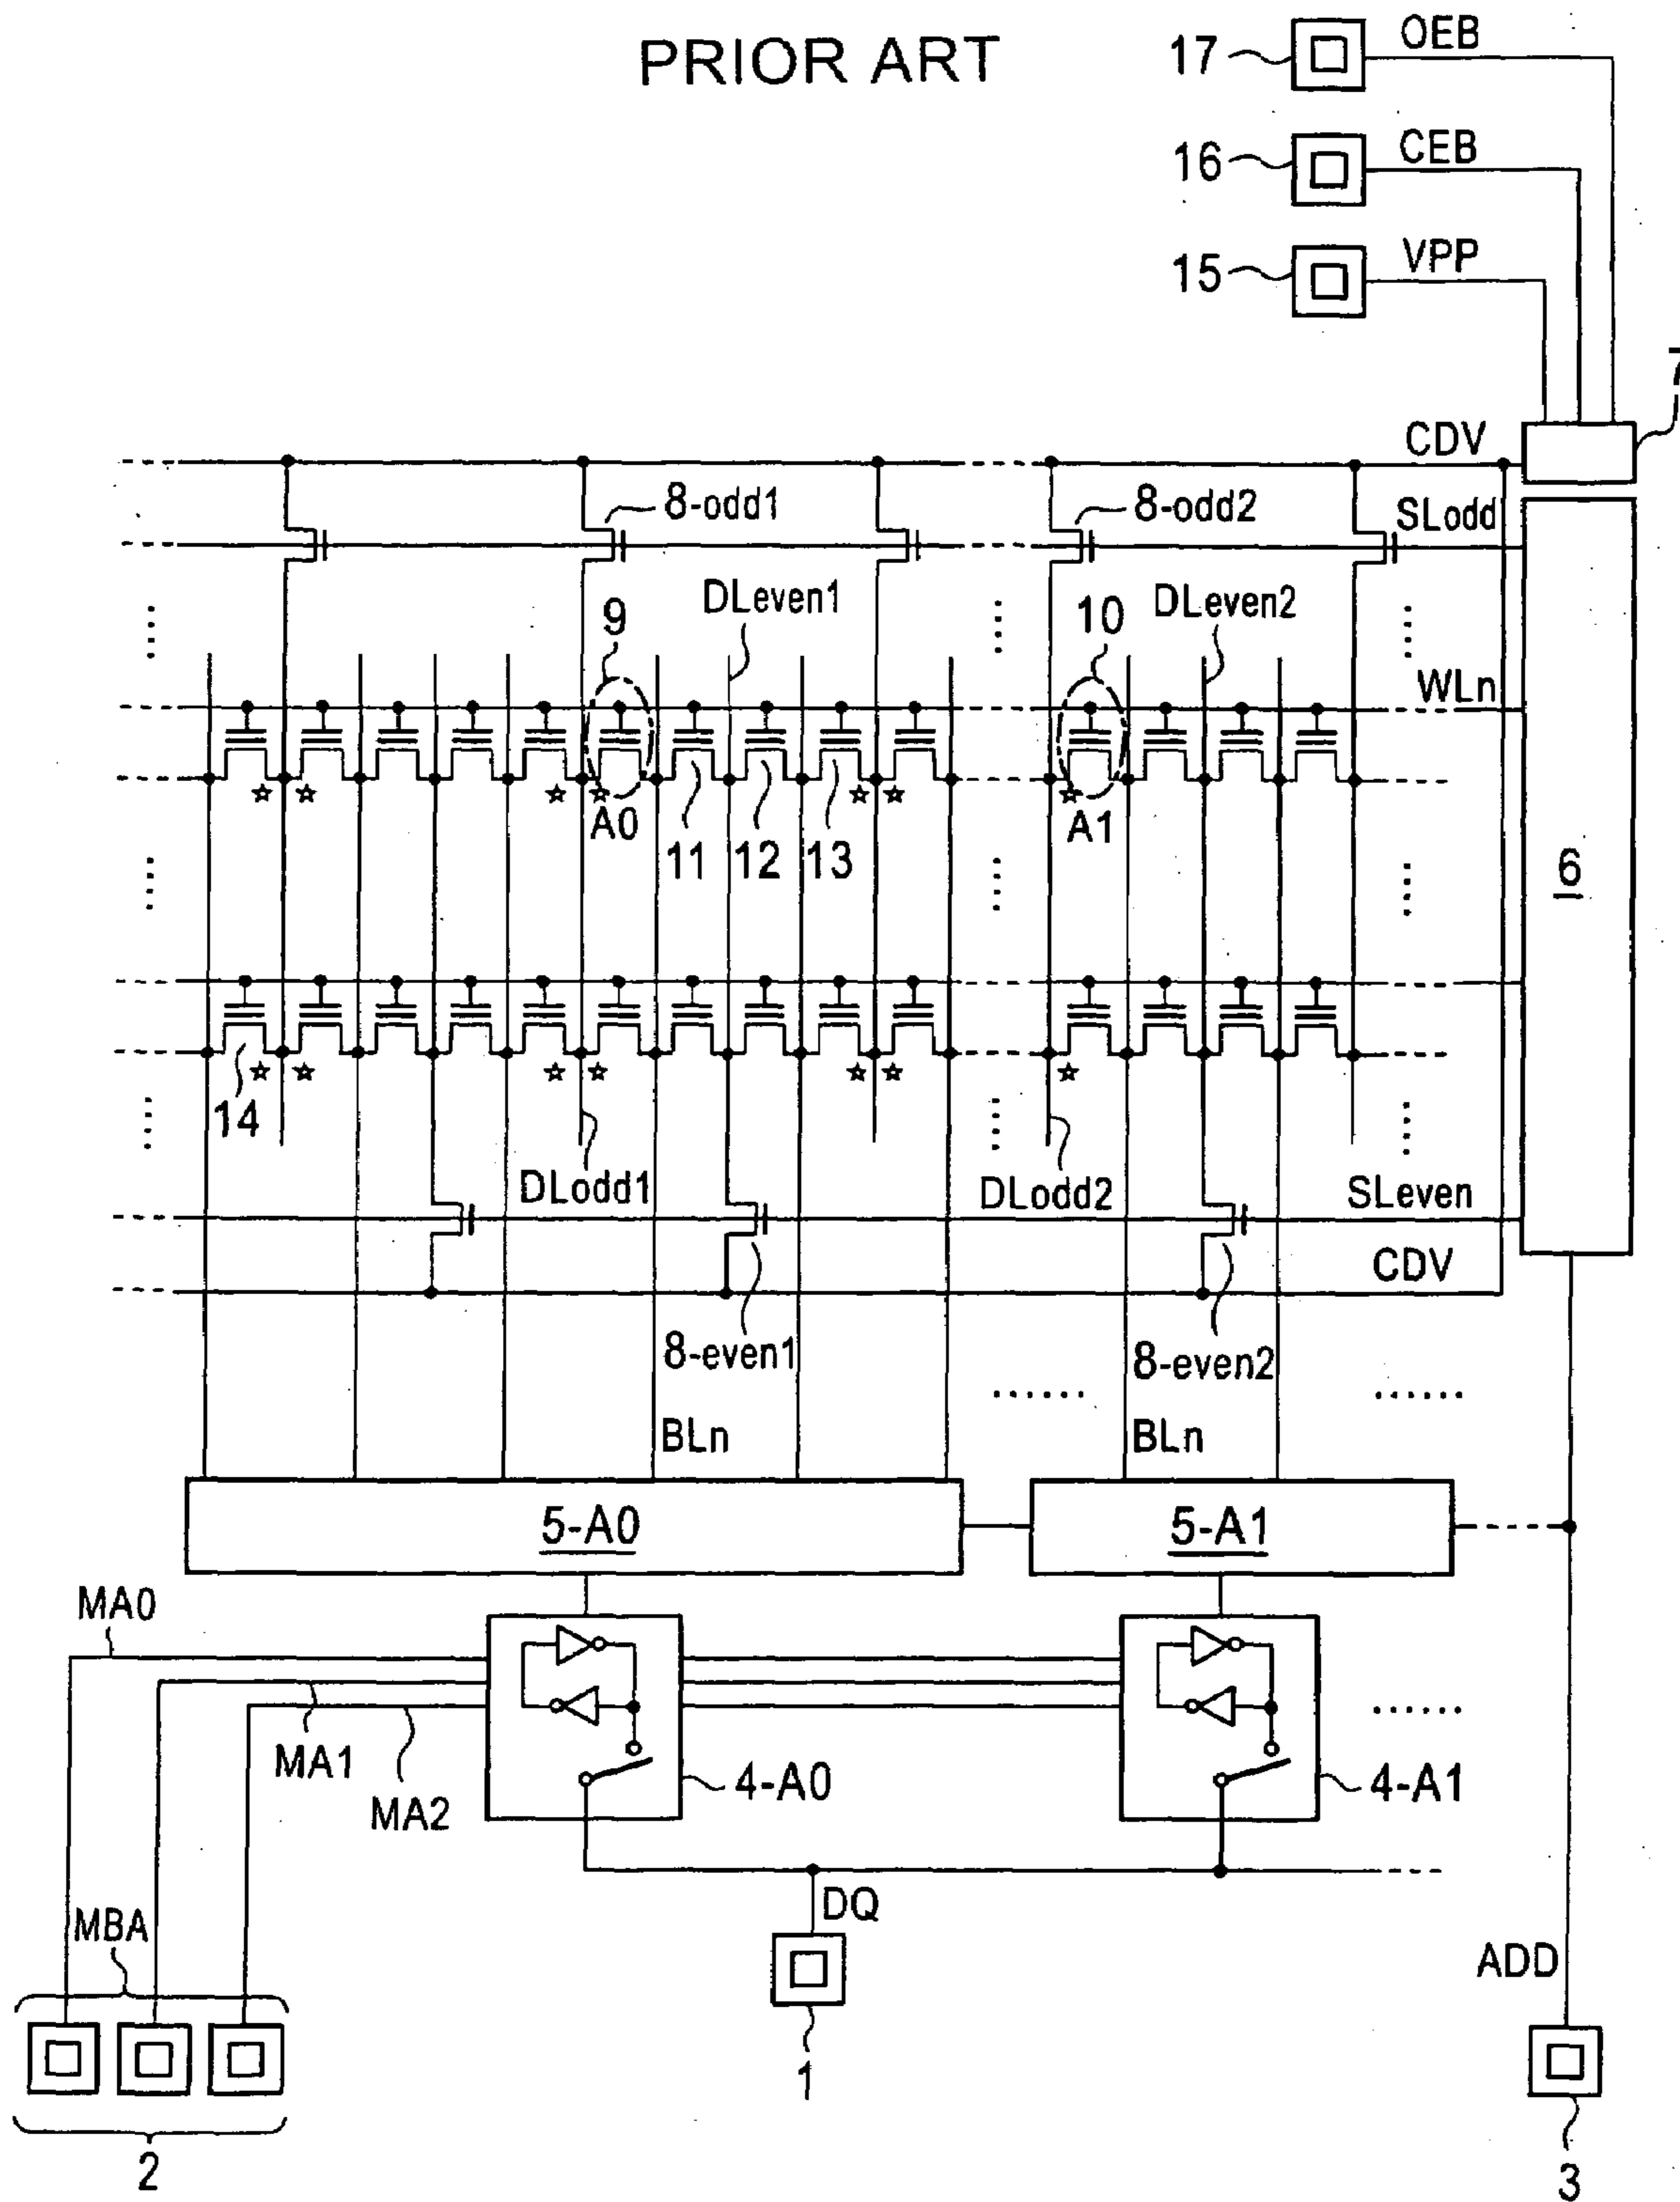 PRIOR ART
17 OEB
16 CEB
15 VPP
7
CDV
8-odd1 8-odd2 SLodd
9 DLeven1 10 DLeven2
WLn
☆ ☆ ☆ ☆ ☆ ☆ ☆
A0 11 12 13 A1
6
14 ☆ ☆ ☆ ☆ ☆ ☆ ☆
DLodd1 DLodd2 SLeven
CDV
8-even1 8-even2
BLn BLn
5-A0 5-A1
MA0
MA1
MA2
4-A0 4-A1
MBA
DQ
ADD
1
2
3